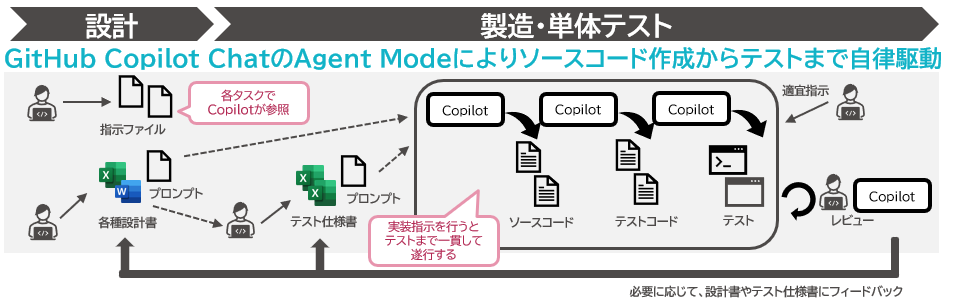 設計
製造・単体テスト
GitHub Copilot ChatのAgent Modeによりソースコード作成からテストまで自律駆動
各タスクで
Copilotが参照
指示ファイル
Copilot
Copilot
Copilot
適宜指示
プロンプト
各種設計書
プロンプト
テスト仕様書
ソースコード
テストコード
テスト
Copilot
レビュー
実装指示を行うと
テストまで一貫して
遂行する
必要に応じて、設計書やテスト仕様書にフィードバック